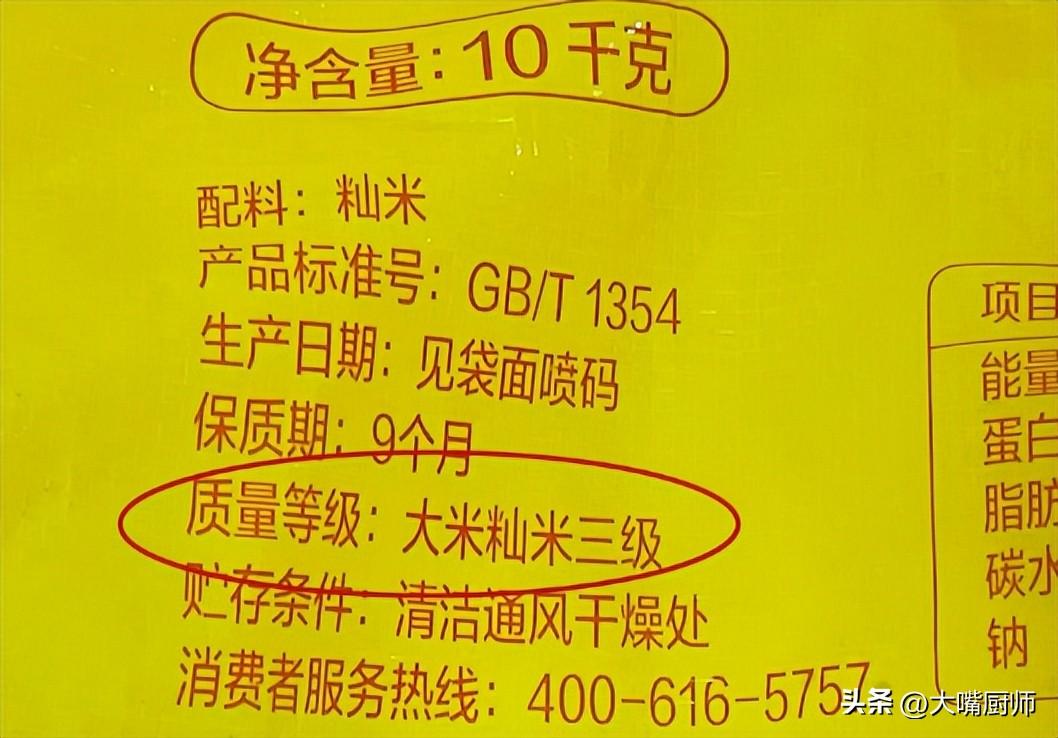 净含量:10千克
配料：籼米
产品标准号：GB/T 1354
生产日期：见袋面喷码
保质期：9个月
质量等级：大米籼米三级
贮存条件：清洁通风干燥处
消费者服务热线：400-616-5757
项目
能量
蛋白
脂肪
碳水
钠
头条 @大嘴厨师